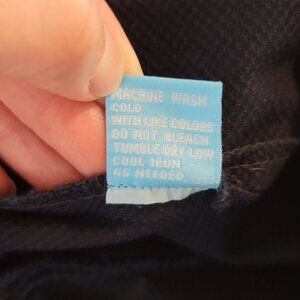 MACHINE WASH
COLD
WITH LIKE COLORS
DO NOT BLEACH
TUMBLE DRY LOW
COOL IRON
AS NEEDED